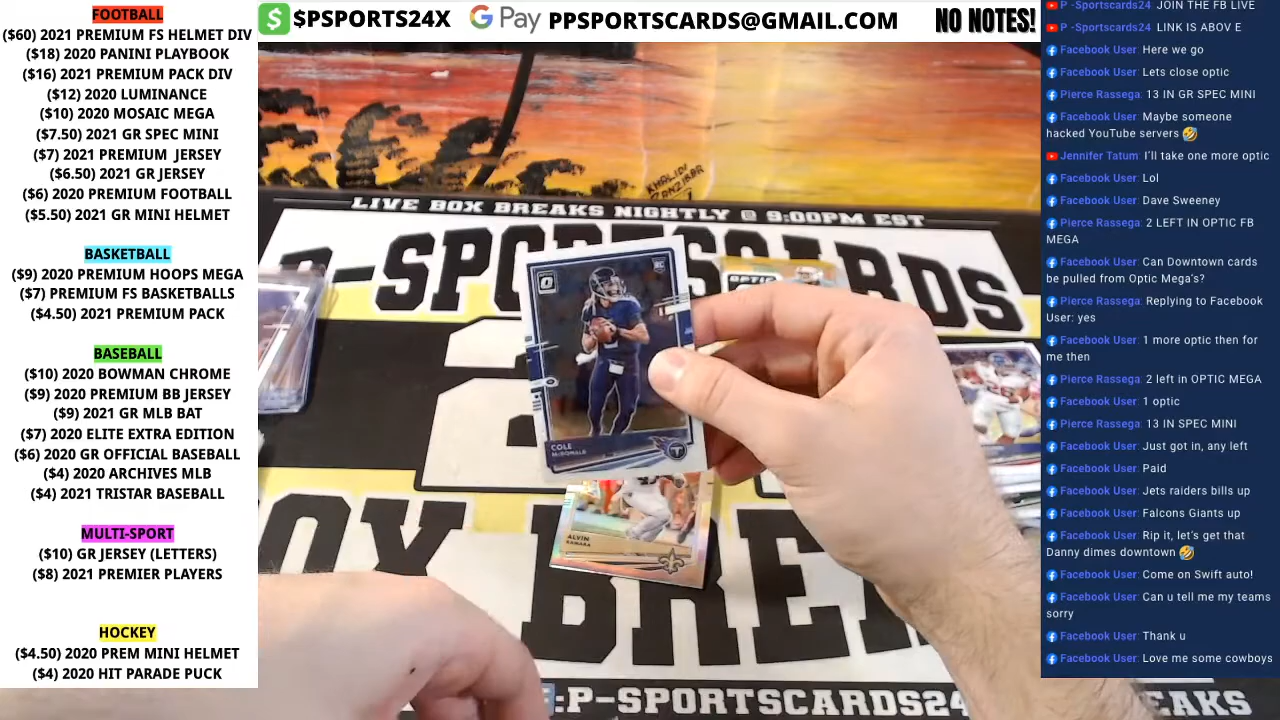 FOOTBALL
($60) 2021 PREMIUM FS HELMET DIV
($18) 2020 PANINI PLAYBOOK
($16) 2021 PREMIUM PACK DIV
($12) 2020 LUMINANCE
($10) 2020 MOSAIC MEGA
($7.50) 2021 GR SPEC MINI
($7) 2021 PREMIUM JERSEY
($6.50) 2021 GR JERSEY
($6) 2020 PREMIUM FOOTBALL
($5.50) 2021 GR MINI HELMET
BASKETBALL
($9) 2020 PREMIUM HOOPS MEGA
($7) PREMIUM FS BASKETBALLS
($4.50) 2021 PREMIUM PACK
BASEBALL
($10) 2020 BOWMAN CHROME
($9) 2020 PREMIUM BB JERSEY
($9) 2021 GR MLB BAT
($7) 2020 ELITE EXTRA EDITION
($6) 2020 GR OFFICIAL BASEBALL
($4) 2020 ARCHIVES MLB
($4) 2021 TRISTAR BASEBALL
MULTI-SPORT
($10) GR JERSEY (LETTERS)
($8) 2021 PREMIER PLAYERS
HOCKEY
($4.50) 2020 PREM MINI HELMET
($4) 2020 HIT PARADE PUCK
$PSPORTS24X
G Pay PPSPORTSCARDS@GMAIL.COM
NO NOTES!
KHALIDI
ZANZIBAR
LIVE BOX BREAKS NIGHTLY @ 9:00PM EST
P-SPORTSCARDS
2
BOX BREAK
:P-SPORTSCARDS24
BREAKS
RC
COLE
McDONALD
OPTIC
ALVIN
KAMARA
P -Sportscards24 JOIN THE FB LIVE
P -Sportscards24 LINK IS ABOV E
Facebook User: Here we go
Facebook User: Lets close optic
Pierce Rassega: 13 IN GR SPEC MINI
Facebook User: Maybe someone
hacked YouTube servers 🤣
Jennifer Tatum: I'll take one more optic
Facebook User: Lol
Facebook User: Dave Sweeney
Pierce Rassega: 2 LEFT IN OPTIC FB
MEGA
Facebook User: Can Downtown cards
be pulled from Optic Mega's?
Pierce Rassega: Replying to Facebook
User: yes
Facebook User: 1 more optic then for
me then
Pierce Rassega: 2 left in OPTIC MEGA
Facebook User: 1 optic
Pierce Rassega: 13 IN SPEC MINI
Facebook User: Just got in, any left
Facebook User: Paid
Facebook User: Jets raiders bills up
Facebook User: Falcons Giants up
Facebook User: Rip it, let's get that
Danny dimes downtown 🤣
Facebook User: Come on Swift auto!
Facebook User: Can u tell me my teams
sorry
Facebook User: Thank u
Facebook User: Love me some cowboys